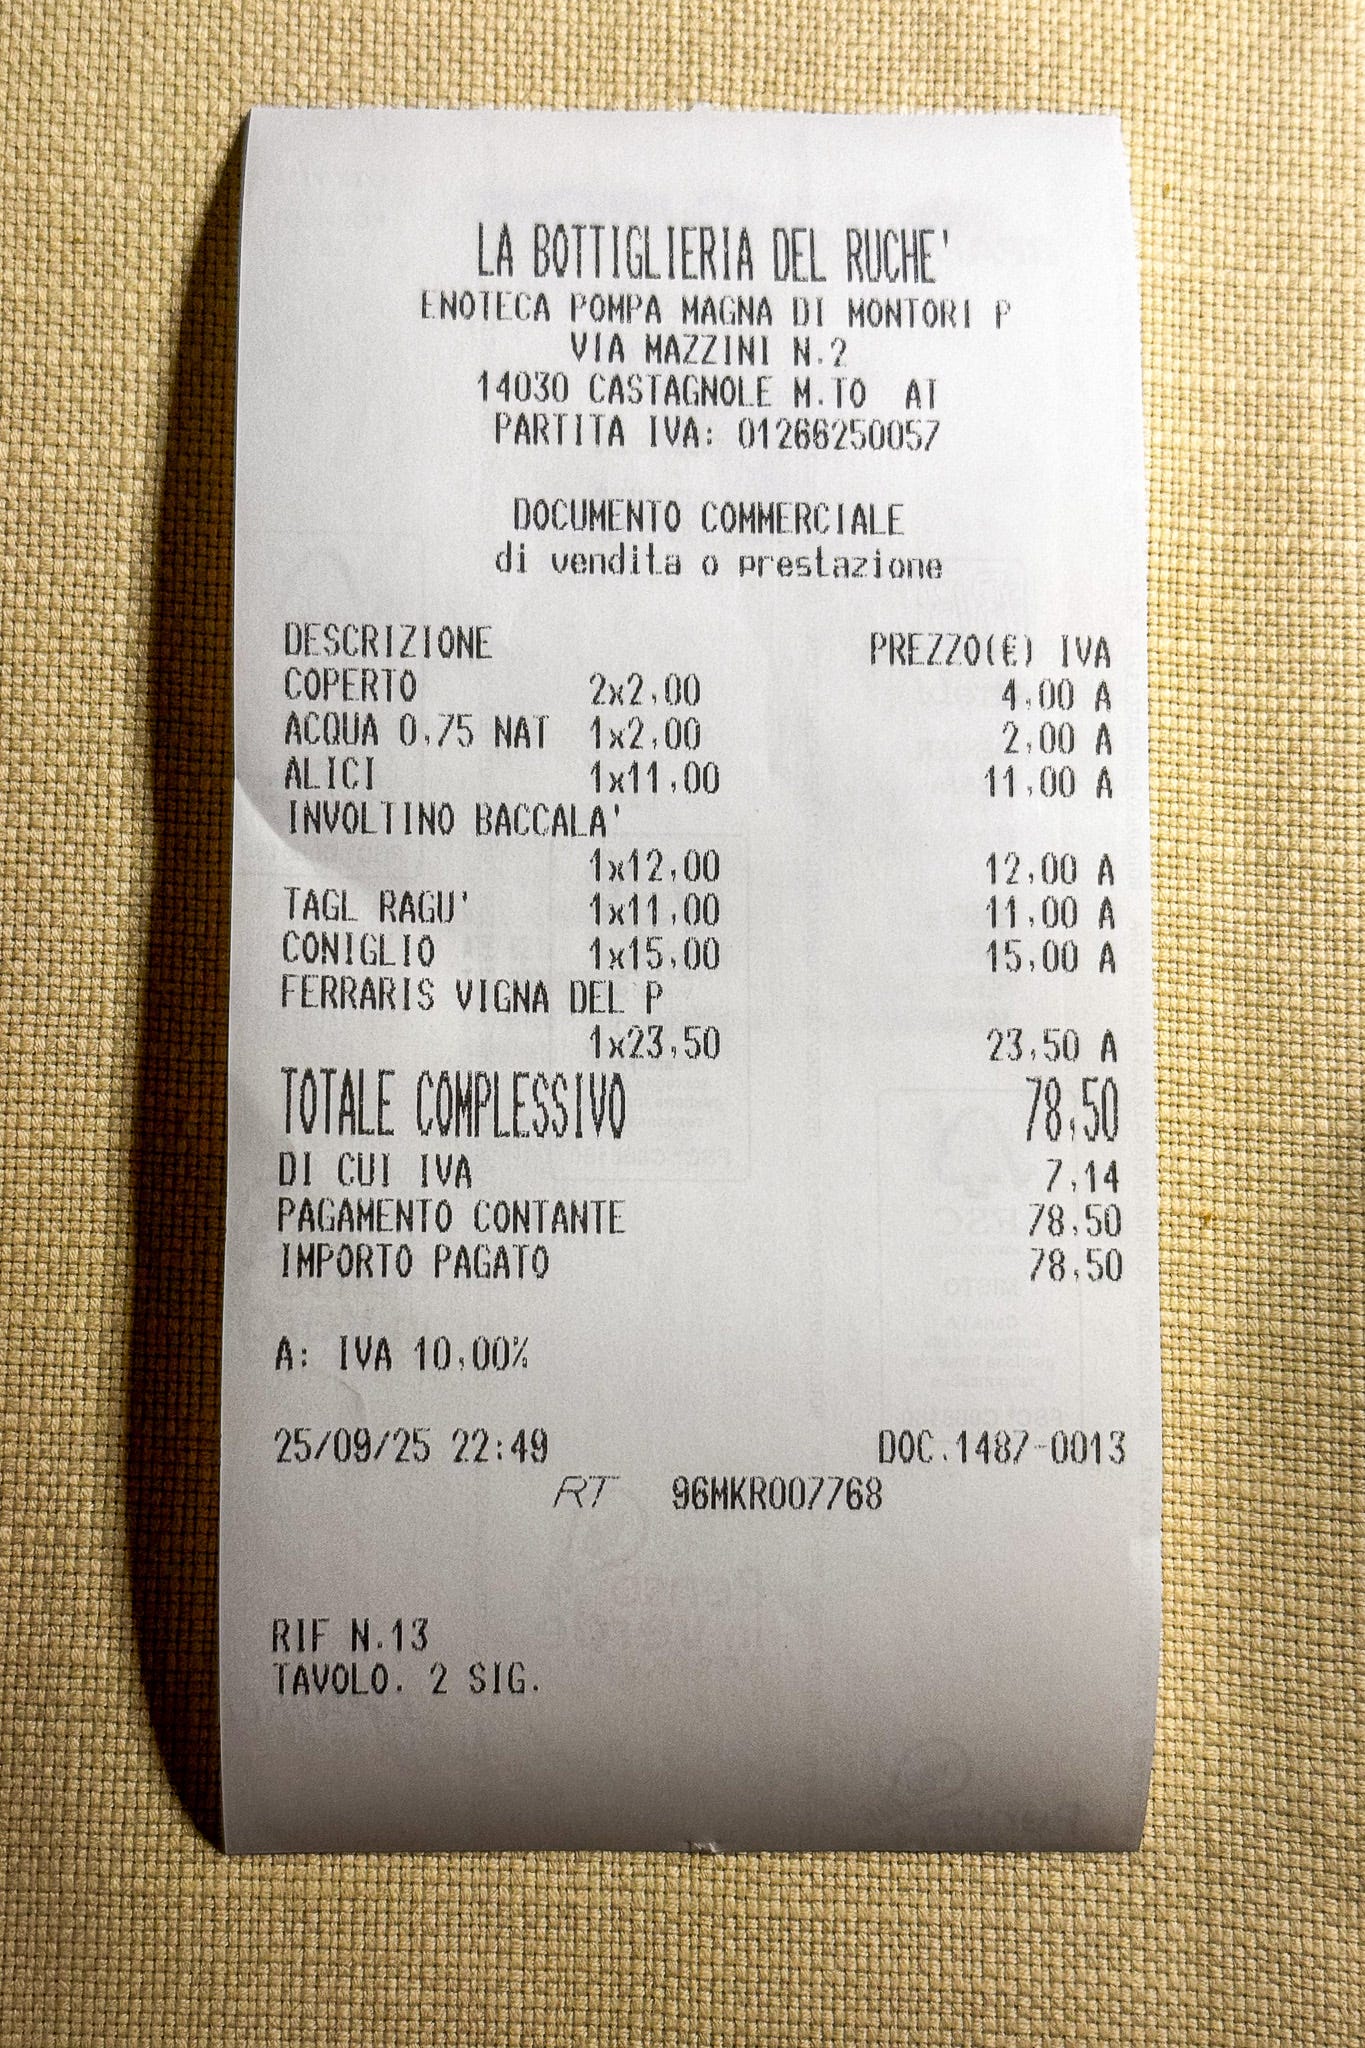 LA BOTTIGLIERIA DEL RUCHE'
ENOTECA POMPA MAGNA DI MONTORI P
VIA MAZZINI N.2
14030 CASTAGNOLE M.TO AT
PARTITA IVA: 01266250057
DOCUMENTO COMMERCIALE
di vendita o prestazione
DESCRIZIONE PREZZO(€) IVA
COPERTO 2x2,00 4,00 A
ACQUA 0,75 NAT 1x2,00 2,00 A
ALICI 1x11,00 11,00 A
INVOLTINO BACCALA'
1x12,00 12,00 A
TAGL RAGU' 1x11,00 11,00 A
CONIGLIO 1x15,00 15,00 A
FERRARIS VIGNA DEL P
1x23,50 23,50 A
TOTALE COMPLESSIVO 78,50
DI CUI IVA 7,14
PAGAMENTO CONTANTE 78,50
IMPORTO PAGATO 78,50
A: IVA 10,00%
25/09/25 22:49 DOC.1487-0013
RT 96MKR007768
RIF N.13
TAVOLO. 2 SIG.